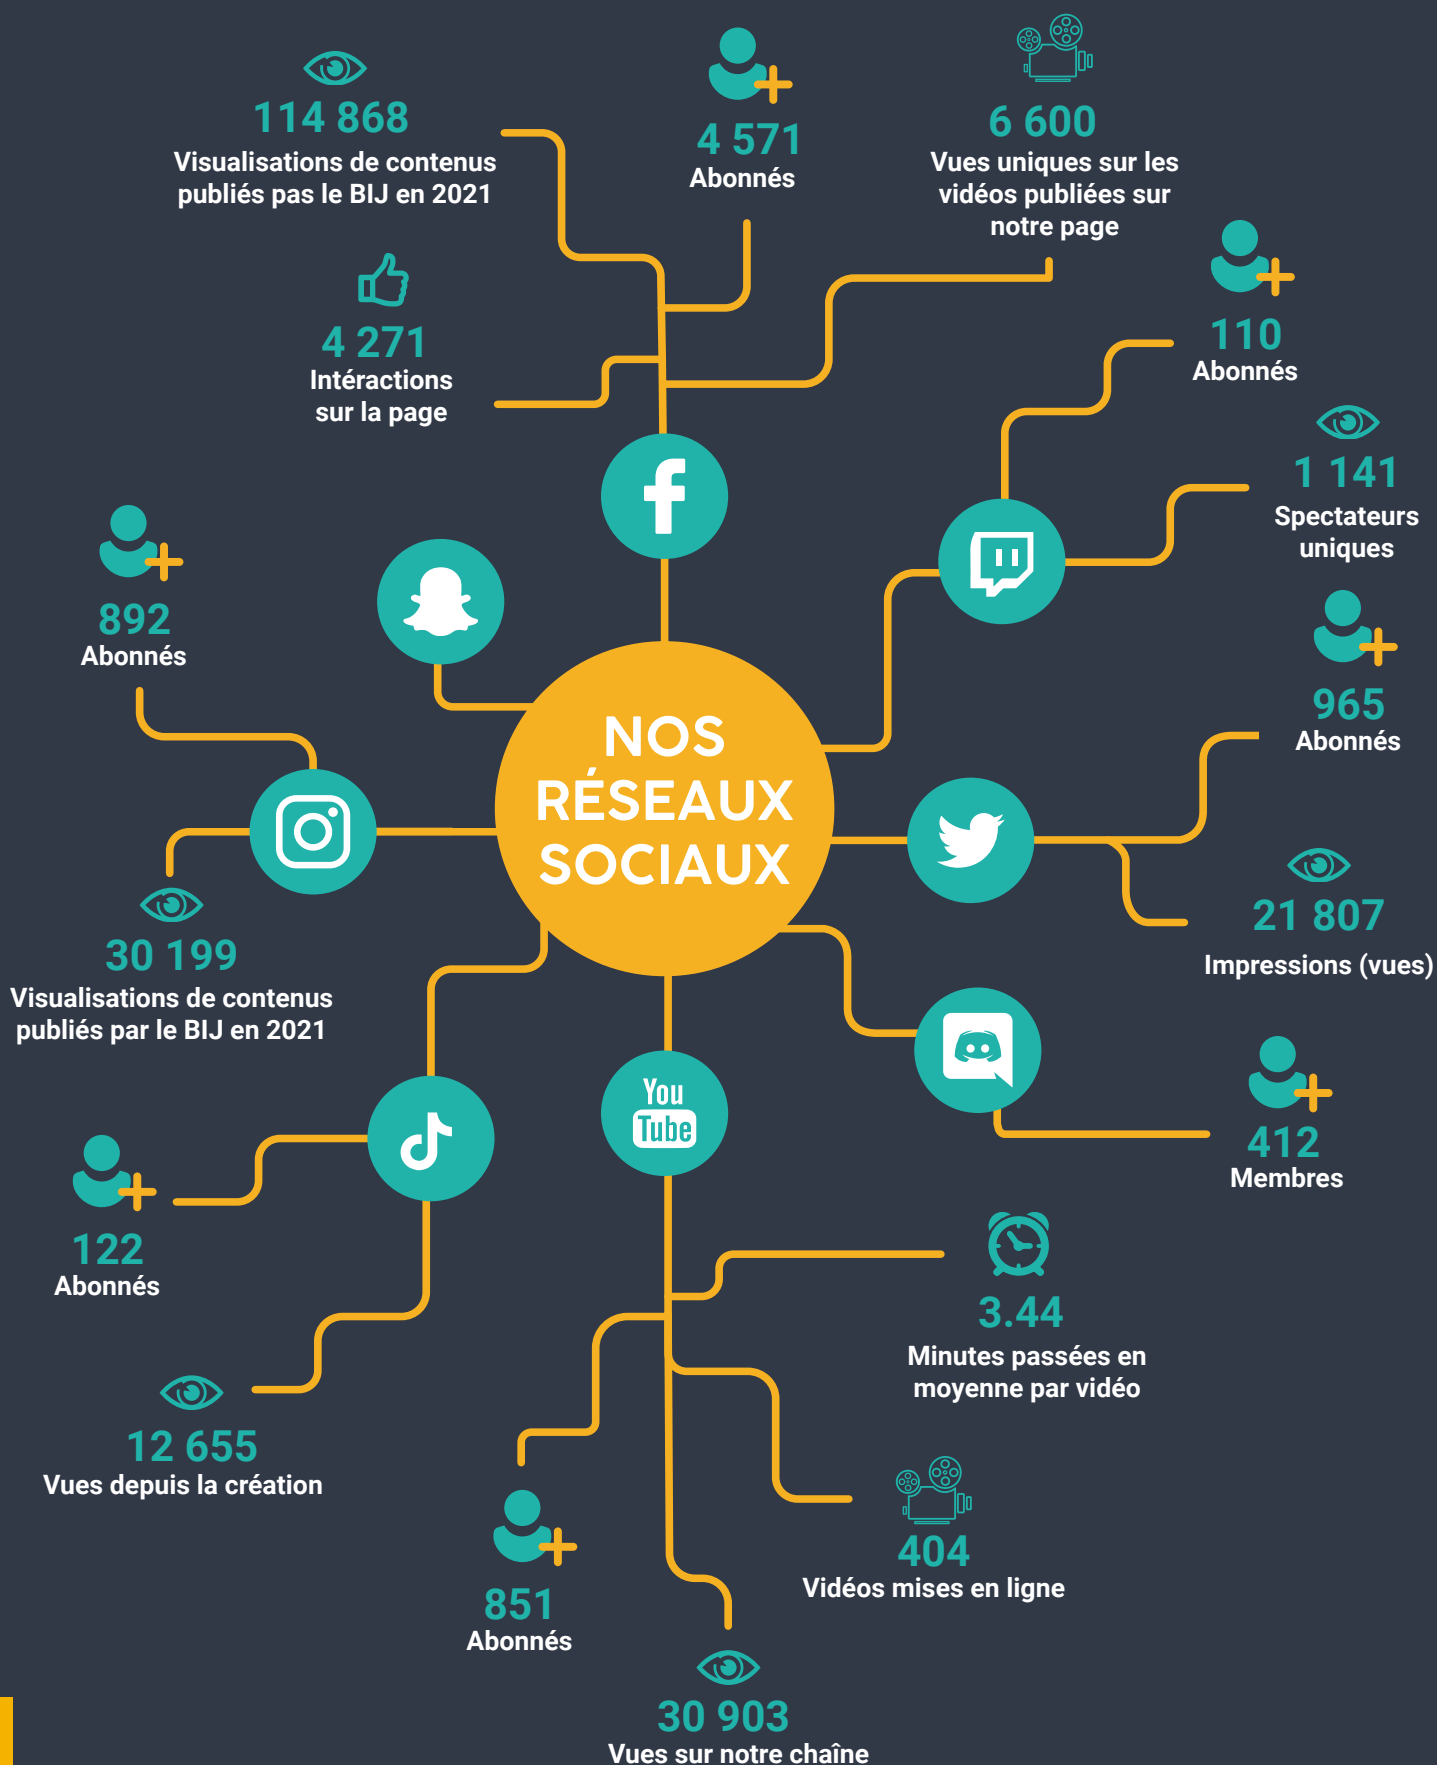 114 868
Visualisations de contenus
publiés pas le BIJ en 2021
4 571
Abonnés
6 600
Vues uniques sur les
vidéos publiées sur
notre page
4 271
Intéractions
sur la page
110
Abonnés
1 141
Spectateurs
uniques
892
Abonnés
965
Abonnés
NOS
RÉSEAUX
SOCIAUX
21 807
Impressions (vues)
30 199
Visualisations de contenus
publiés par le BIJ en 2021
You
Tube
412
Membres
122
Abonnés
3.44
Minutes passées en
moyenne par vidéo
12 655
Vues depuis la création
404
Vidéos mises en ligne
851
Abonnés
30 903
Vues sur notre chaîne